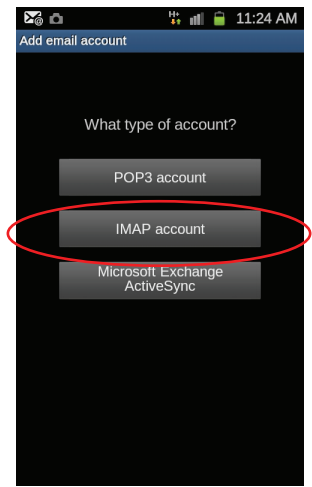 H+
11:24 AM
Add email account
What type of account?
POP3 account
IMAP account
Microsoft Exchange
ActiveSync